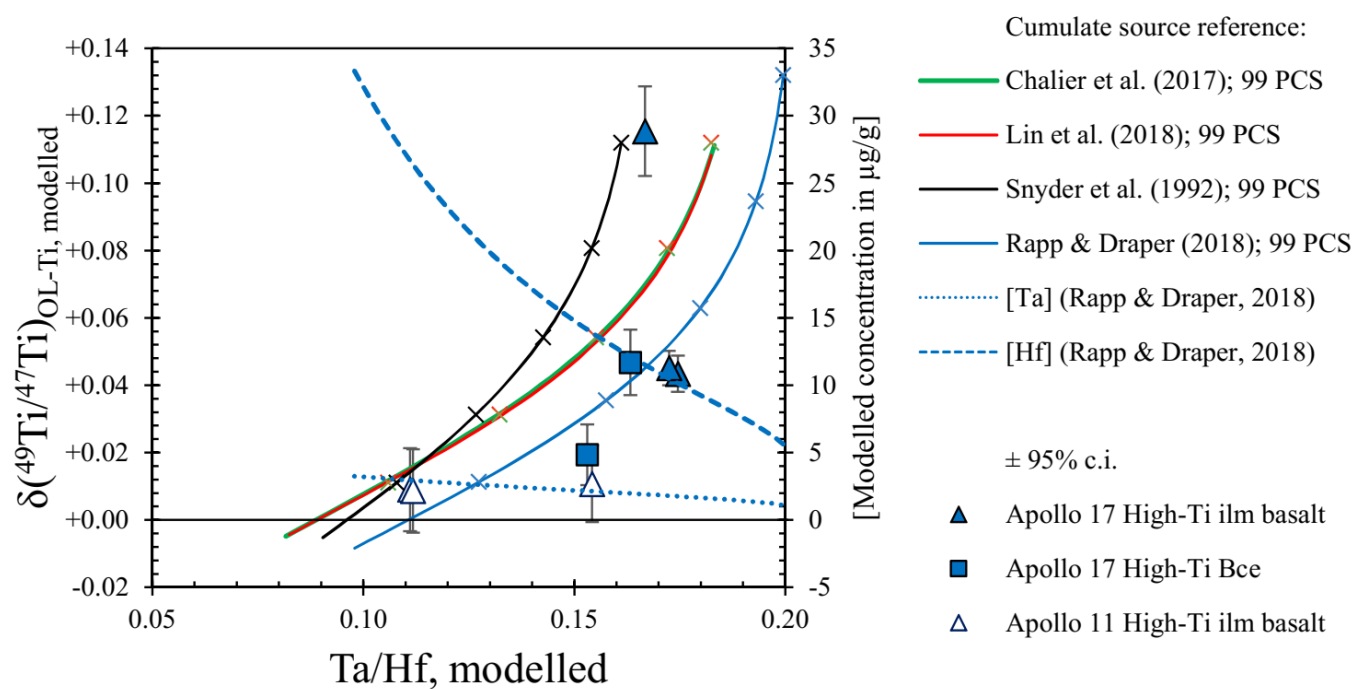 +0.14
+0.12
+0.10
+0.08
+0.06
+0.04
+0.02
+0.00
-0.02
δ(⁴⁹Ti/⁴⁷Ti)OL-Ti, modelled
35
30
25
20
15
10
5
0
-5
[Modelled concentration in µg/g]
0.05
0.10
0.15
0.20
Ta/Hf, modelled
Cumulate source reference:
Chalier et al. (2017); 99 PCS
Lin et al. (2018); 99 PCS
Snyder et al. (1992); 99 PCS
Rapp & Draper (2018); 99 PCS
[Ta] (Rapp & Draper, 2018)
[Hf] (Rapp & Draper, 2018)
± 95% c.i.
Apollo 17 High-Ti ilm basalt
Apollo 17 High-Ti Bce
Apollo 11 High-Ti ilm basalt